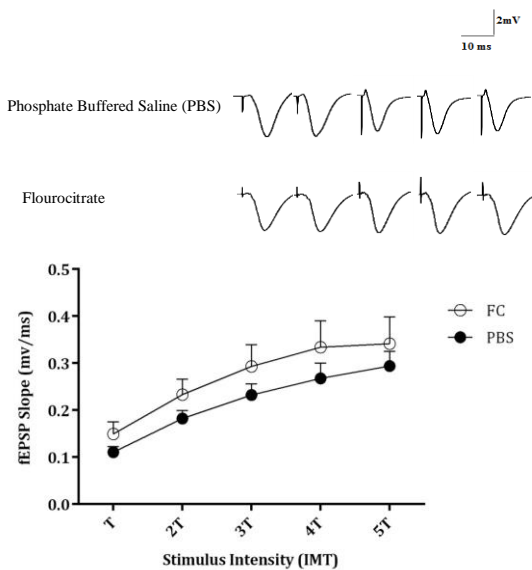 2mV
10 ms
Phosphate Buffered Saline (PBS)
Flourocitrate
0.5
0.4
0.3
0.2
0.1
0.0
fEPSP Slope (mv/ms)
FC
PBS
T
2T
3T
4T
5T
Stimulus Intensity (IMT)